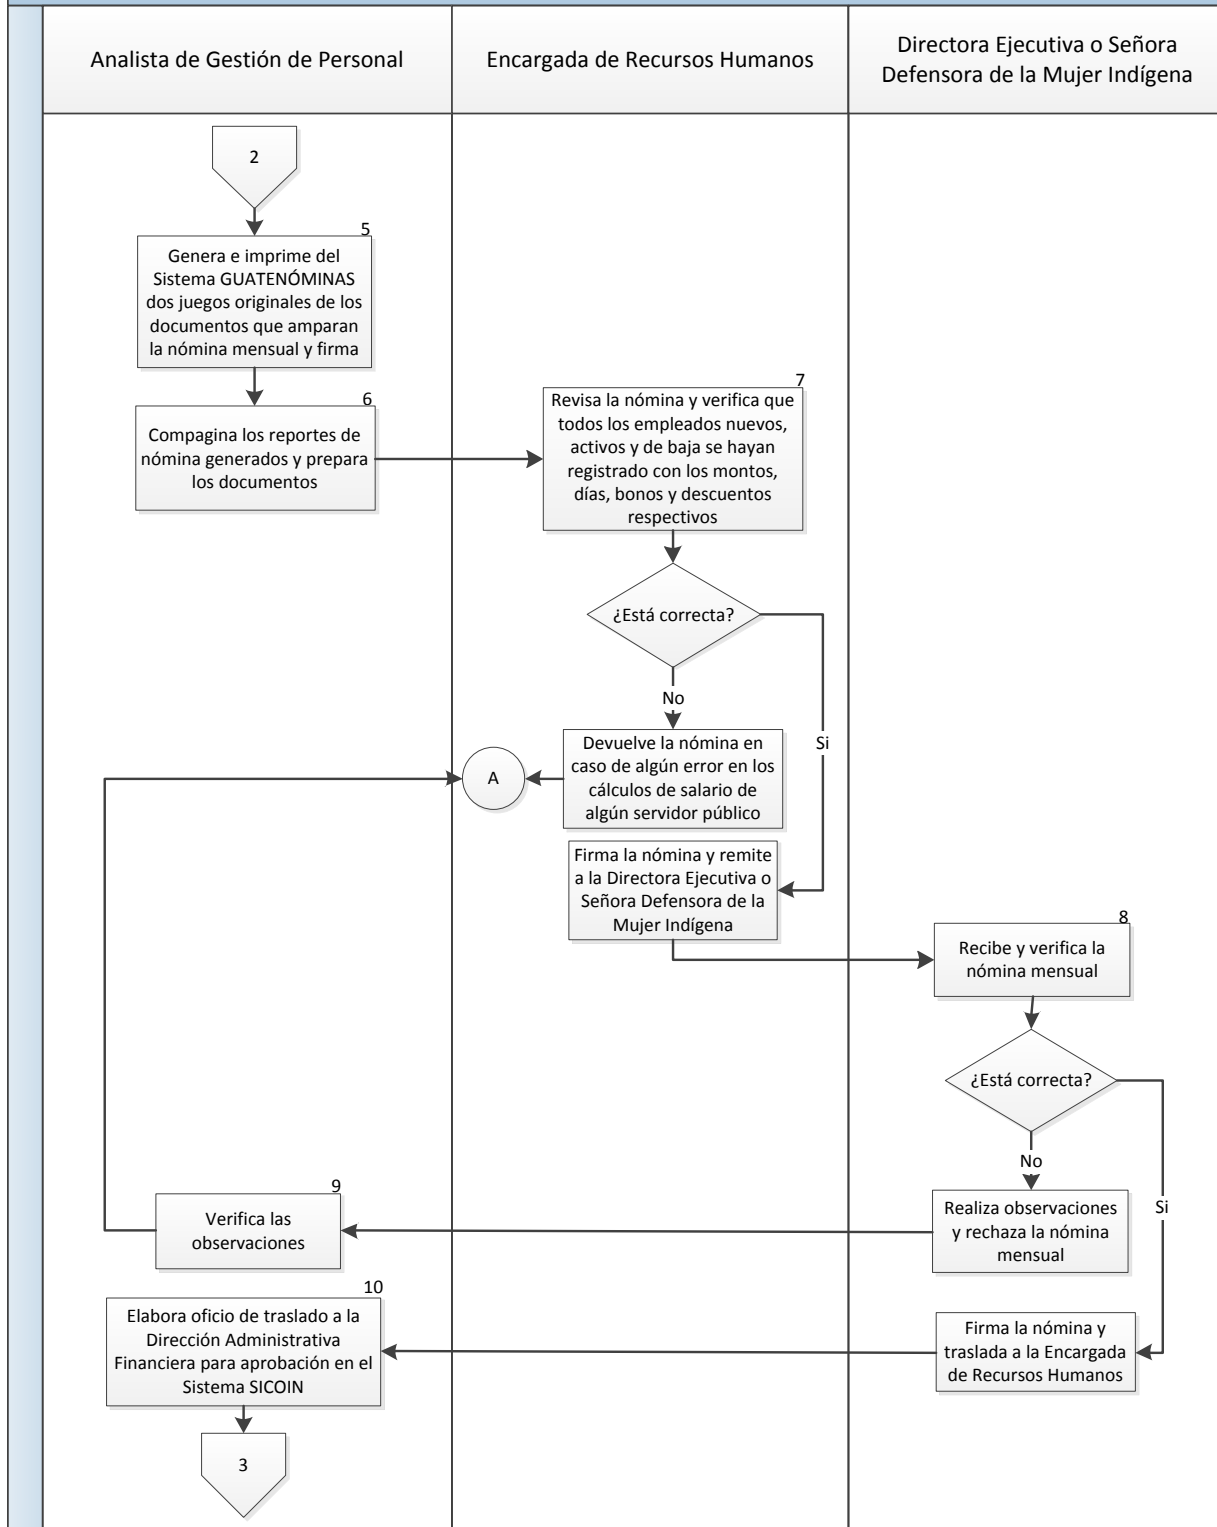 Analista de Gestión de Personal
Encargada de Recursos Humanos
Directora Ejecutiva o Señora
Defensora de la Mujer Indígena
2
5
Genera e imprime del
Sistema GUATENÓMINAS
dos juegos originales de los
documentos que amparan
la nómina mensual y firma
6
Compagina los reportes de
nómina generados y prepara
los documentos
7
Revisa la nómina y verifica que
todos los empleados nuevos,
activos y de baja se hayan
registrado con los montos,
días, bonos y descuentos
respectivos
¿Está correcta?
No
Si
Devuelve la nómina en
caso de algún error en los
cálculos de salario de
algún servidor público
A
Firma la nómina y remite
a la Directora Ejecutiva o
Señora Defensora de la
Mujer Indígena
8
Recibe y verifica la
nómina mensual
¿Está correcta?
No
Si
Realiza observaciones
y rechaza la nómina
mensual
9
Verifica las
observaciones
Firma la nómina y
traslada a la Encargada
de Recursos Humanos
10
Elabora oficio de traslado a la
Dirección Administrativa
Financiera para aprobación en el
Sistema SICOIN
3